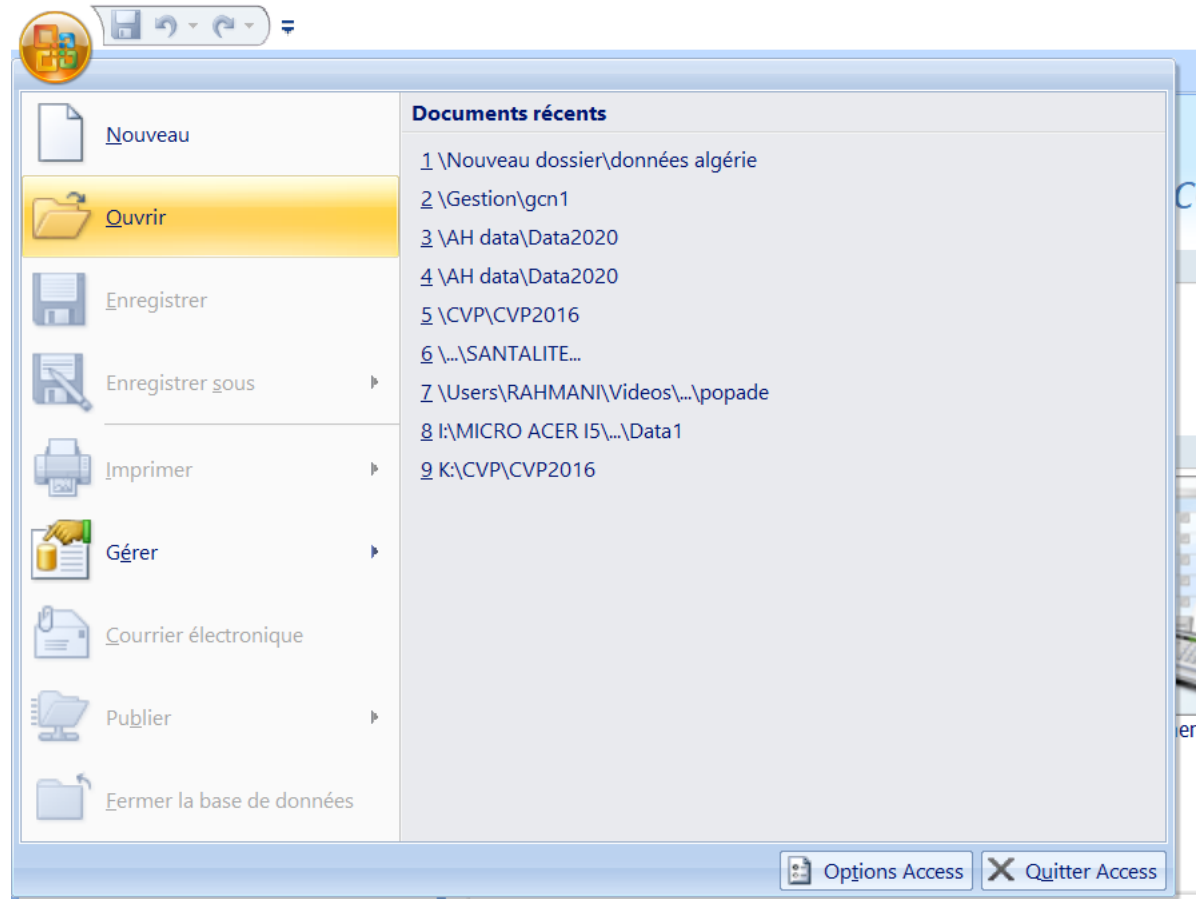 Nouveau
Ouvrir
Enregistrer
Enregistrer sous
Imprimer
Gérer
Courrier électronique
Publier
Fermer la base de données
Documents récents
1 \Nouveau dossier\données algérie
2 \Gestion\gcn1
3 \AH data\Data2020
4 \AH data\Data2020
5 \CVP\CVP2016
6 \...\SANTALITE...
7 \Users\RAHMANI\Videos\...\popade
8 I:\MICRO ACER I5\...\Data1
9 K:\CVP\CVP2016
Options Access
Quitter Access